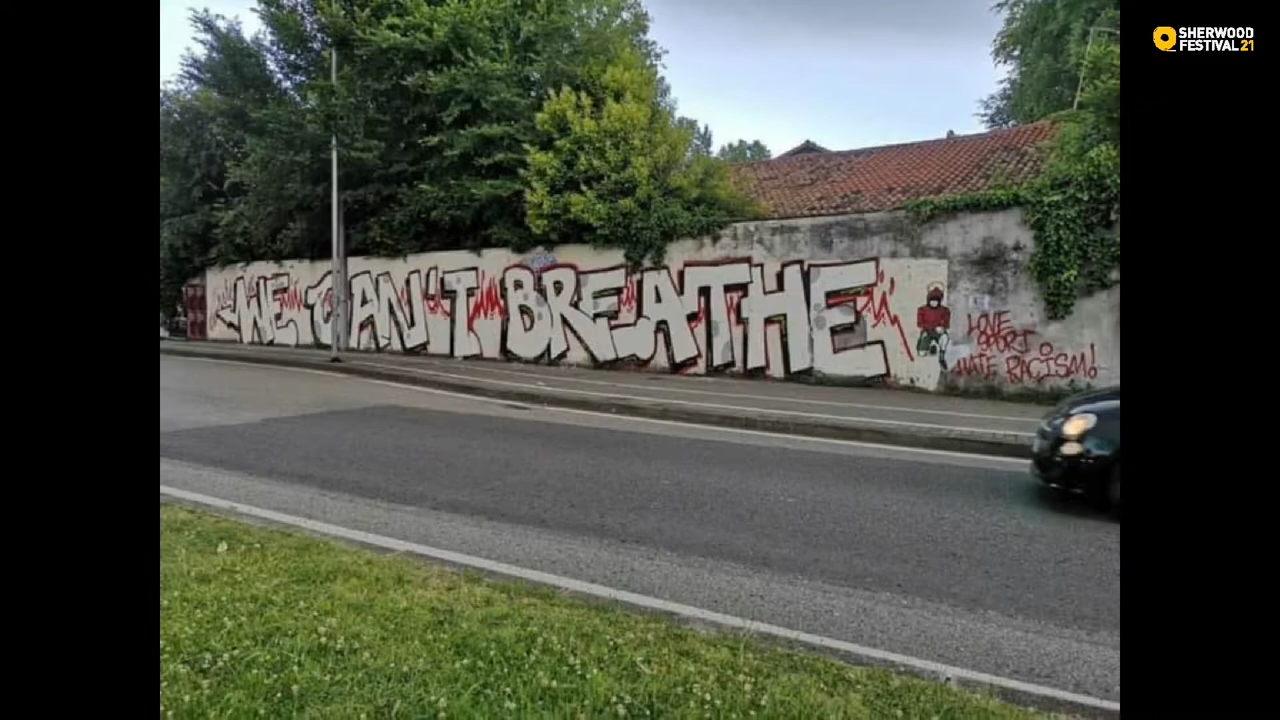 SHERWOOD
FESTIVAL 21
WE CAN'T BREATHE
LOVE
SPORT
HATE RACISM!